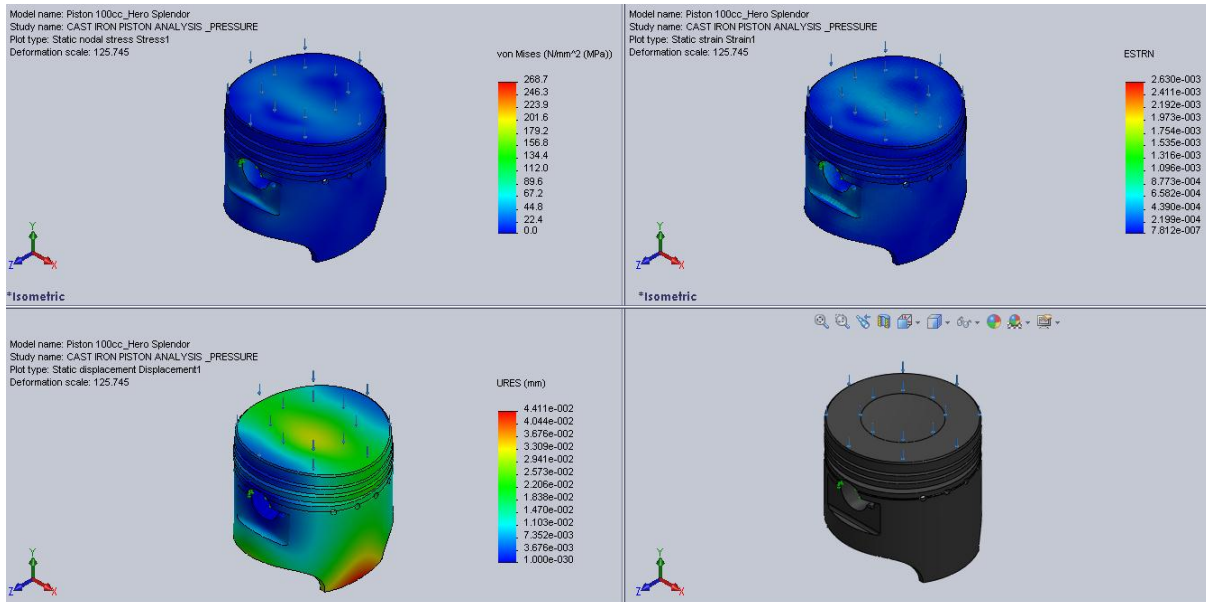 Model name: Piston 100cc_Hero Splendor
Study name: CAST IRON PISTON ANALYSIS _PRESSURE
Plot type: Static nodal stress Stress1
Deformation scale: 125.745
von Mises (N/mm^2 (MPa))
268.7
246.3
223.9
201.6
179.2
156.8
134.4
112.0
89.6
67.2
44.8
22.4
0.0
Y
Z
X
*Isometric
Model name: Piston 100cc_Hero Splendor
Study name: CAST IRON PISTON ANALYSIS _PRESSURE
Plot type: Static strain Strain1
Deformation scale: 125.745
ESTRN
2.630e-003
2.411e-003
2.192e-003
1.973e-003
1.754e-003
1.535e-003
1.316e-003
1.096e-003
8.773e-004
6.582e-004
4.390e-004
2.199e-004
7.812e-007
Y
Z
X
*Isometric
Model name: Piston 100cc_Hero Splendor
Study name: CAST IRON PISTON ANALYSIS _PRESSURE
Plot type: Static displacement Displacement1
Deformation scale: 125.745
URES (mm)
4.411e-002
4.044e-002
3.676e-002
3.309e-002
2.941e-002
2.573e-002
2.206e-002
1.838e-002
1.470e-002
1.103e-002
7.352e-003
3.676e-003
1.000e-030
Y
Z
X
Y
Z
X